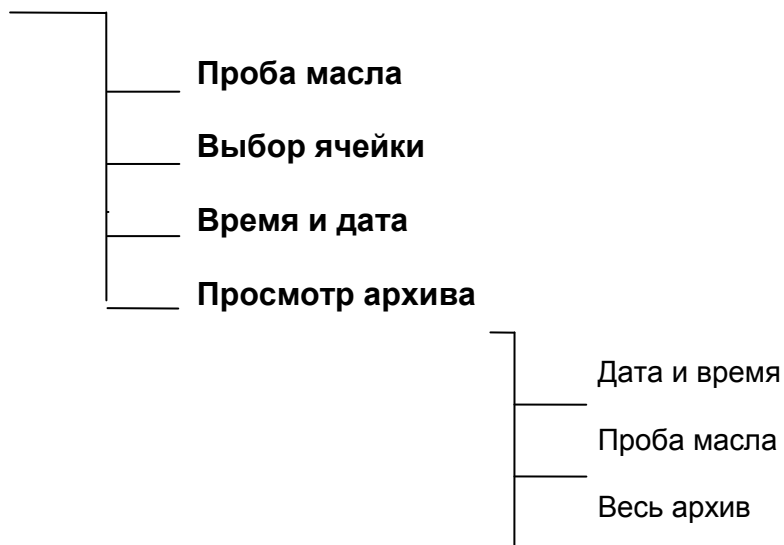 Проба масла
Выбор ячейки
Время и дата
Просмотр архива
Дата и время
Проба масла
Весь архив